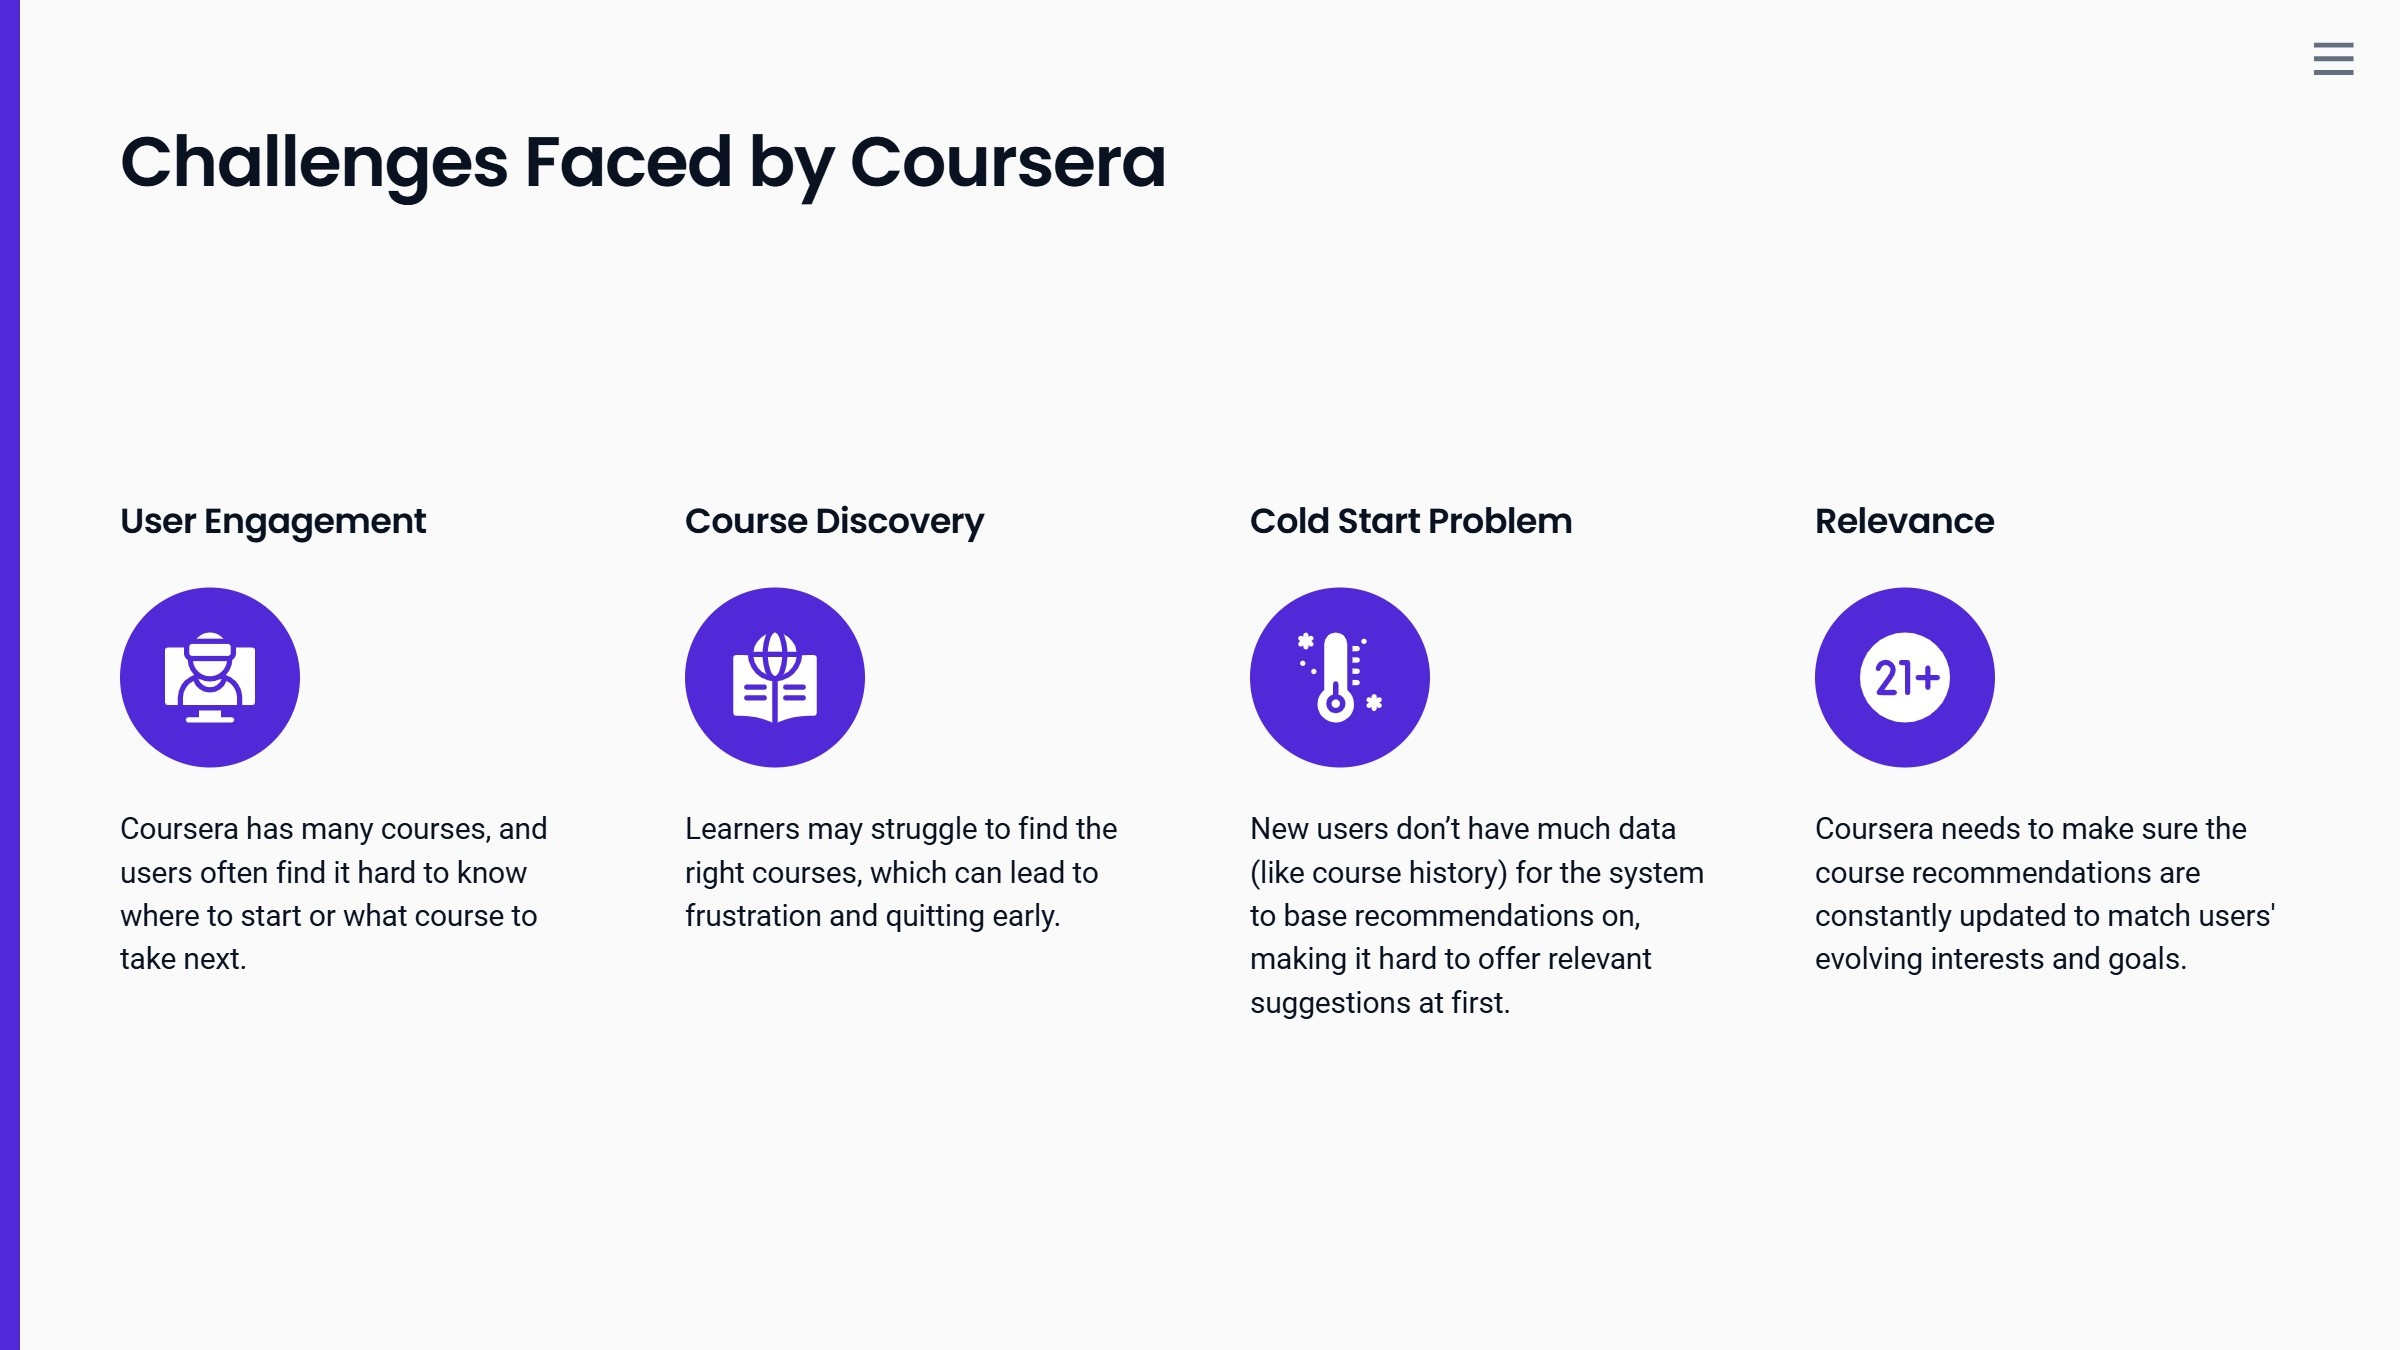 Challenges Faced by Coursera
User Engagement
Coursera has many courses, and
users often find it hard to know
where to start or what course to
take next.
Course Discovery
Learners may struggle to find the
right courses, which can lead to
frustration and quitting early.
Cold Start Problem
New users don’t have much data
(like course history) for the system
to base recommendations on,
making it hard to offer relevant
suggestions at first.
Relevance
21+
Coursera needs to make sure the
course recommendations are
constantly updated to match users'
evolving interests and goals.